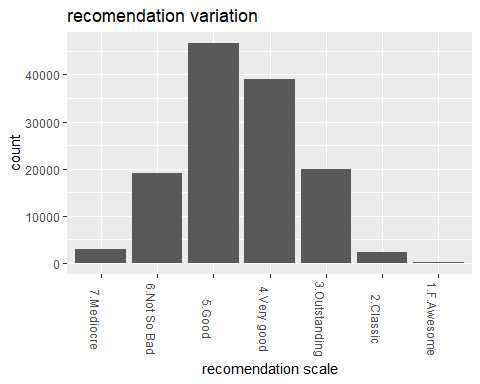 recomendation variation
count
40000
30000
20000
10000
0
7.Mediocre
6.Not So Bad
5.Good
4.Very good
3.Outstanding
2.Classic
1.F.Awesome
recomendation scale